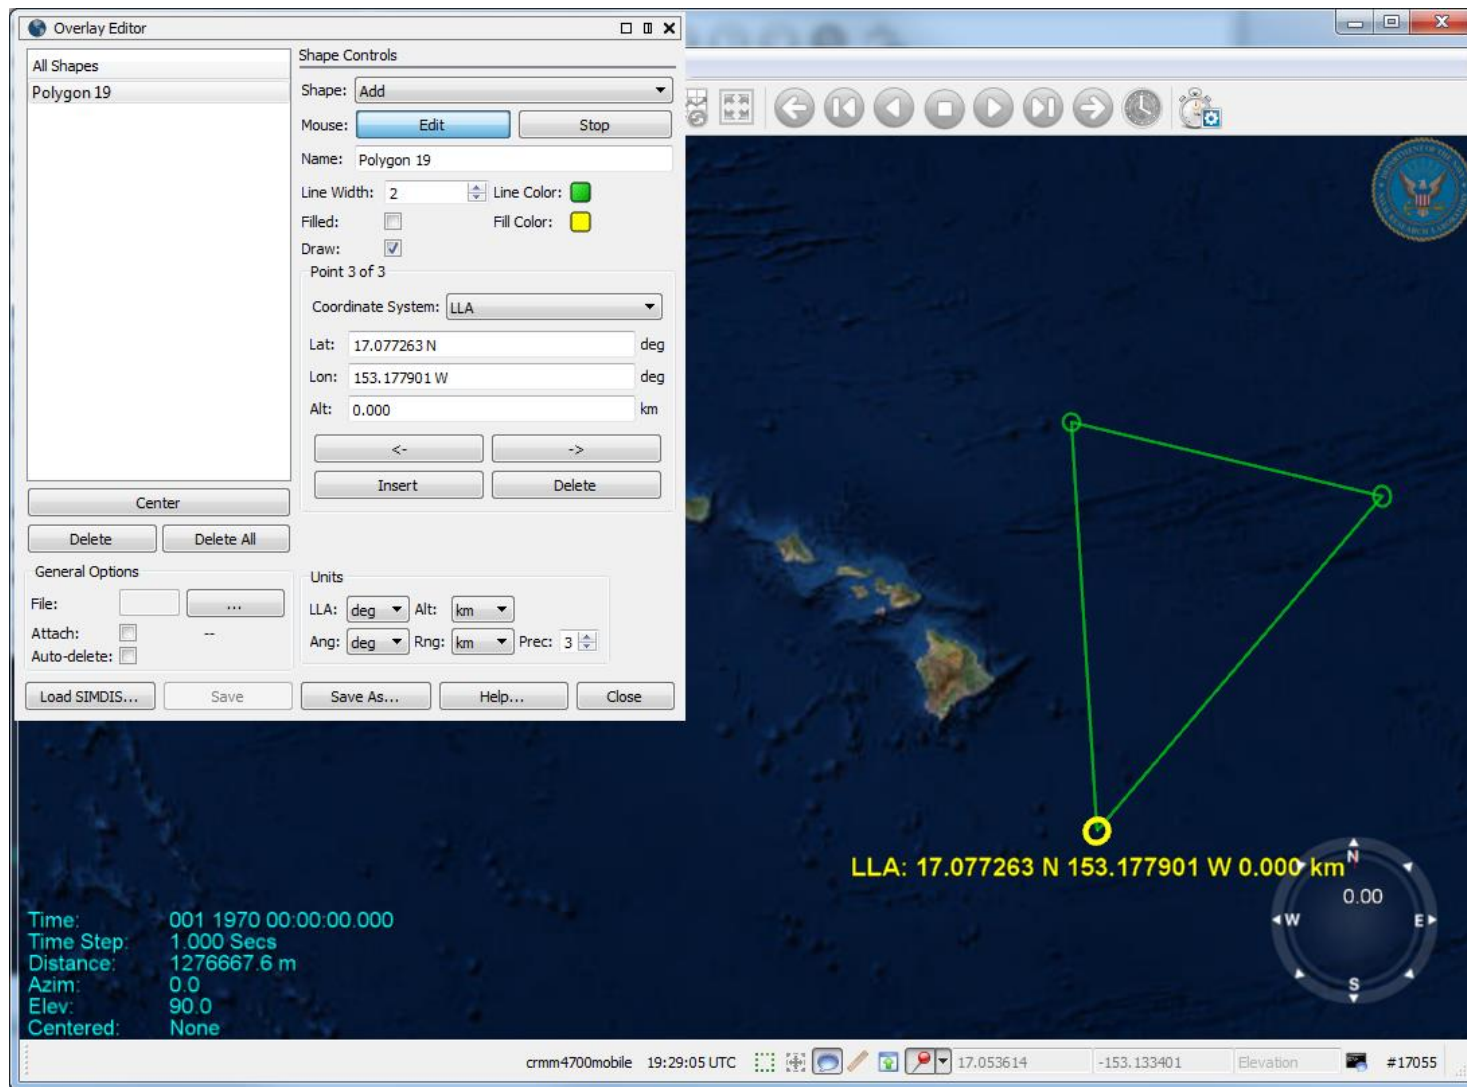 Overlay Editor
All Shapes
Polygon 19
Shape Controls
Shape: Add
Mouse: Edit Stop
Name: Polygon 19
Line Width: 2 Line Color:
Filled: Fill Color:
Draw:
Point 3 of 3
Coordinate System: LLA
Lat: 17.077263 N deg
Lon: 153.177901 W deg
Alt: 0.000 km
<- ->
Insert Delete
Center
Delete Delete All
General Options
File: ...
Attach: --
Auto-delete:
Units
LLA: deg Alt: km
Ang: deg Rng: km Prec: 3
Load SIMDIS... Save Save As... Help... Close
LLA: 17.077263 N 153.177901 W 0.000 km
N
0.00
W E
S
Time: 001 1970 00:00:00.000
Time Step: 1.000 Secs
Distance: 1276667.6 m
Azim: 0.0
Elev: 90.0
Centered: None
crmm4700mobile 19:29:05 UTC 17.053614 -153.133401 Elevation #17055